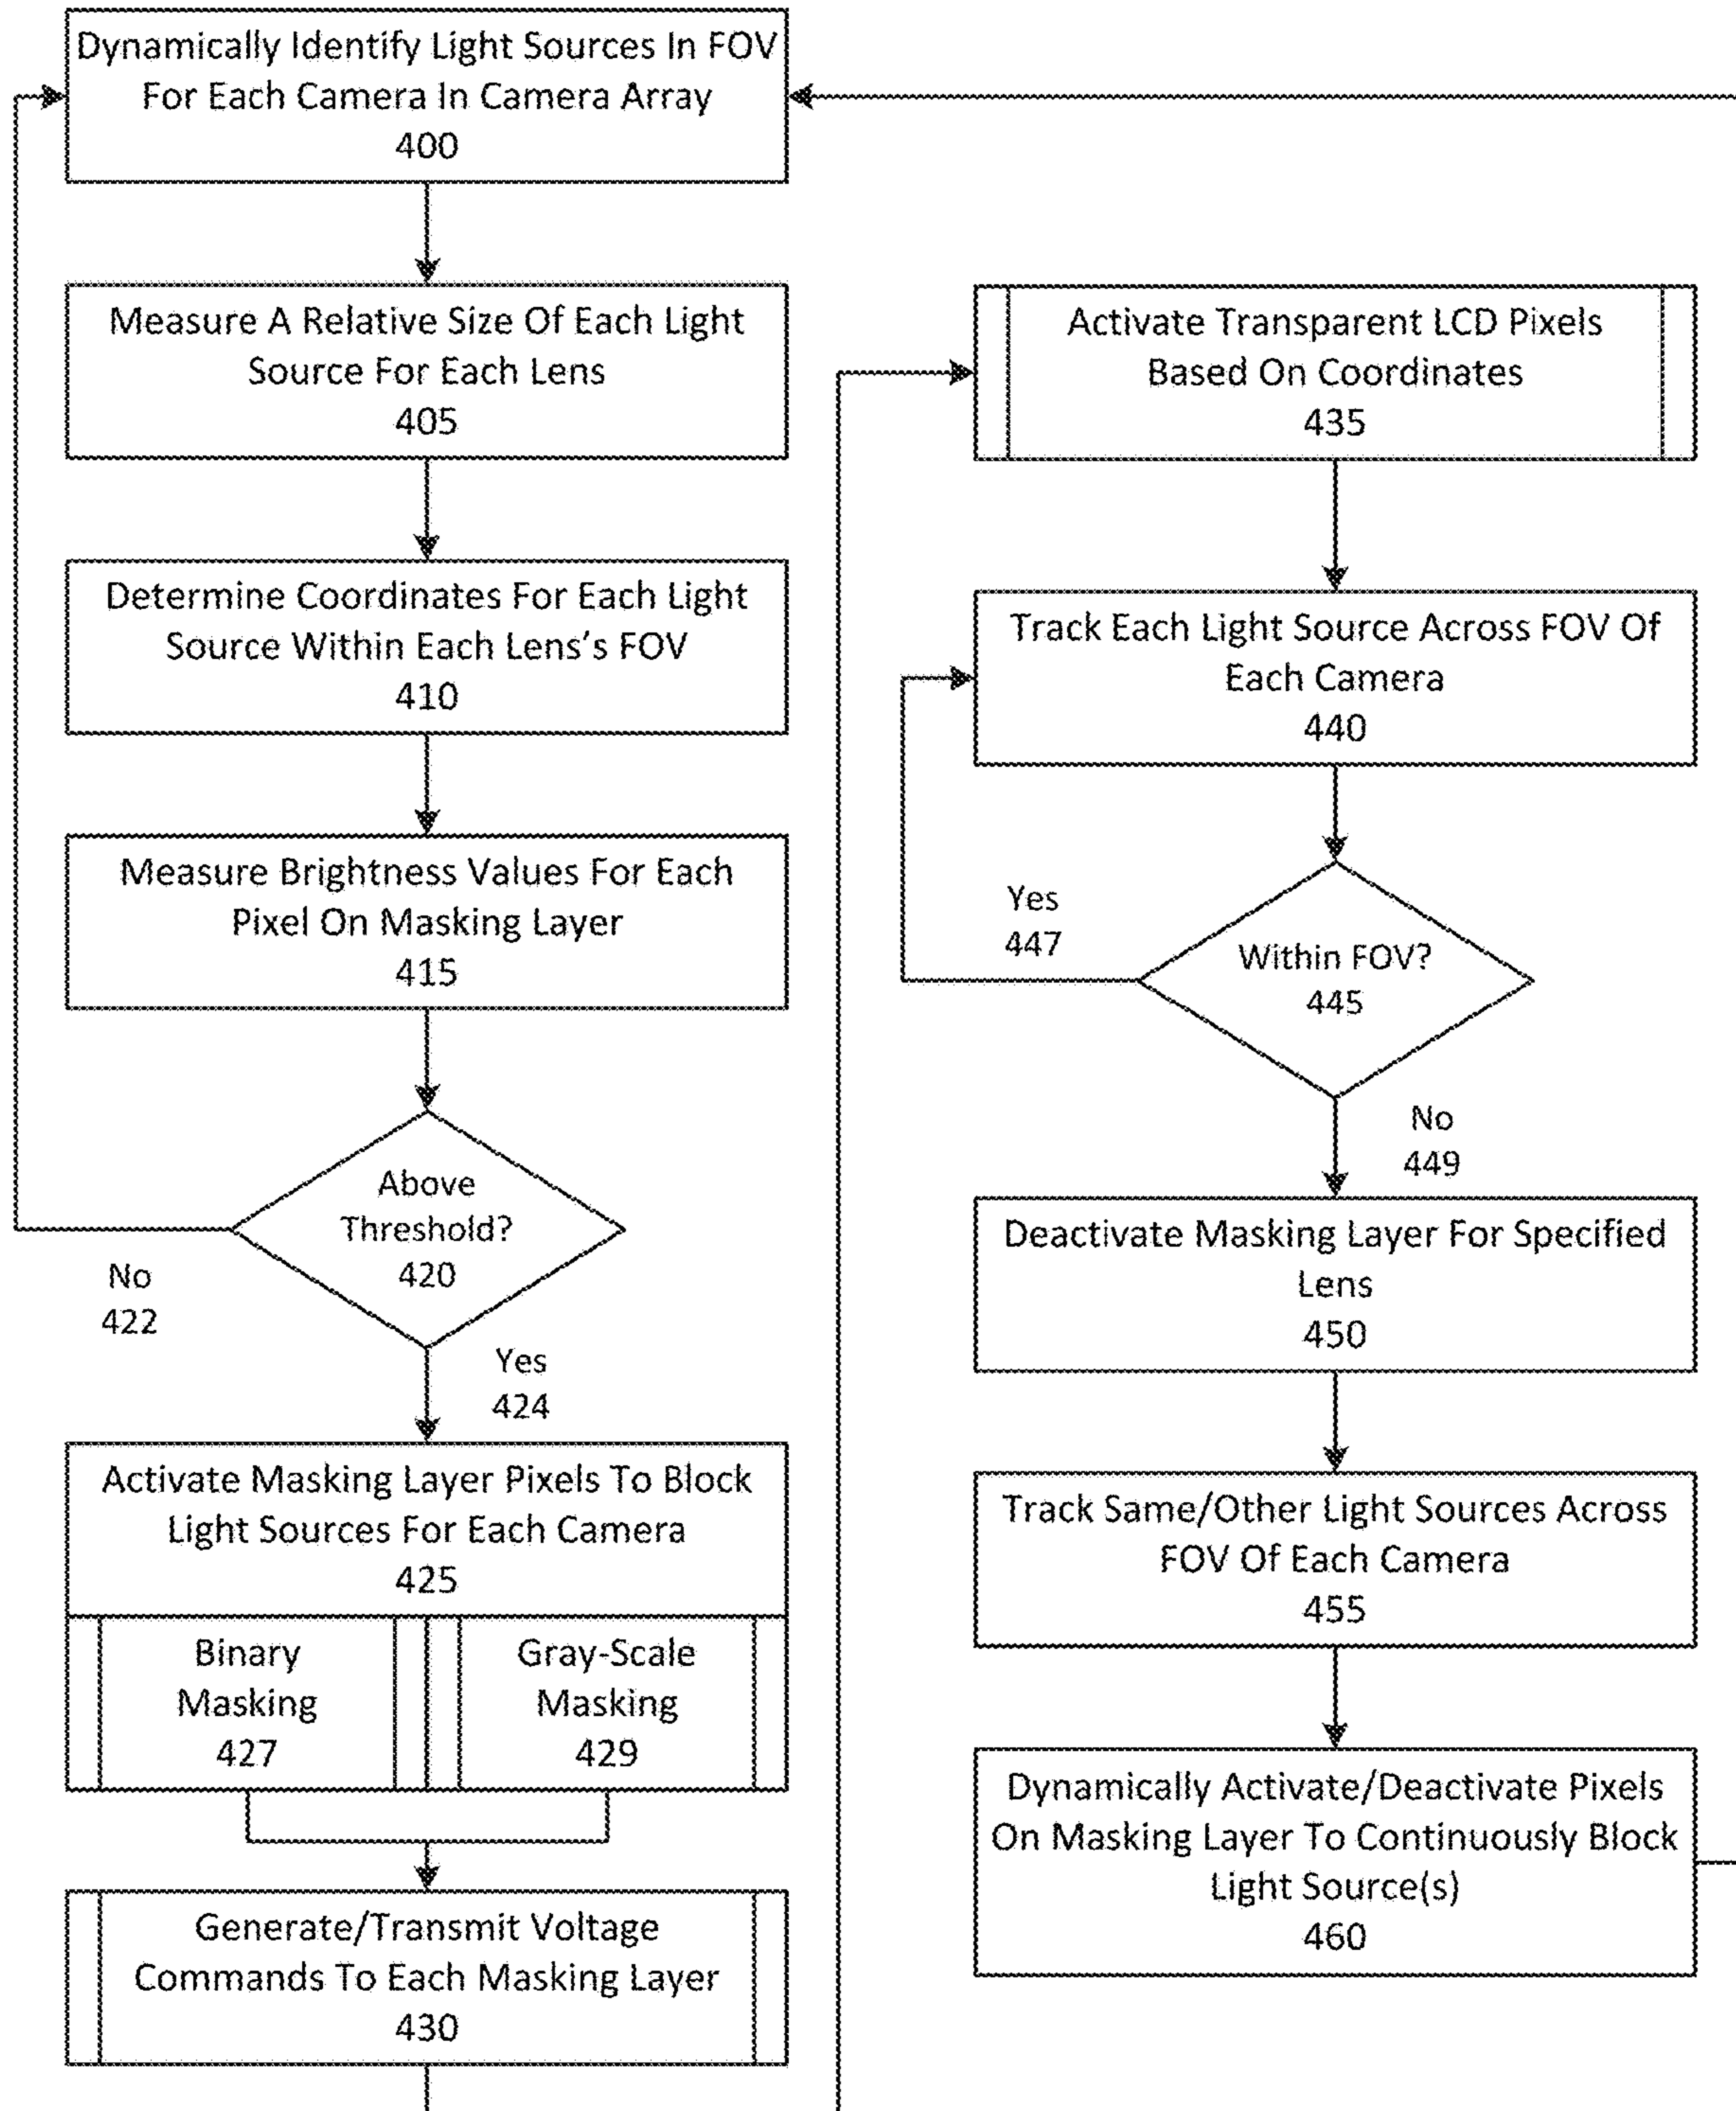 Dynamically Identify Light Sources In FOV
For Each Camera In Camera Array
400
Measure A Relative Size Of Each Light
Source For Each Lens
405
Determine Coordinates For Each Light
Source Within Each Lens's FOV
410
Measure Brightness Values For Each
Pixel On Masking Layer
415
Above
Threshold?
420
No
422
Yes
424
Activate Masking Layer Pixels To Block
Light Sources For Each Camera
425
Binary
Masking
427
Gray-Scale
Masking
429
Generate/Transmit Voltage
Commands To Each Masking Layer
430
Activate Transparent LCD Pixels
Based On Coordinates
435
Track Each Light Source Across FOV Of
Each Camera
440
Yes
447
Within FOV?
445
No
449
Deactivate Masking Layer For Specified
Lens
450
Track Same/Other Light Sources Across
FOV Of Each Camera
455
Dynamically Activate/Deactivate Pixels
On Masking Layer To Continuously Block
Light Source(s)
460